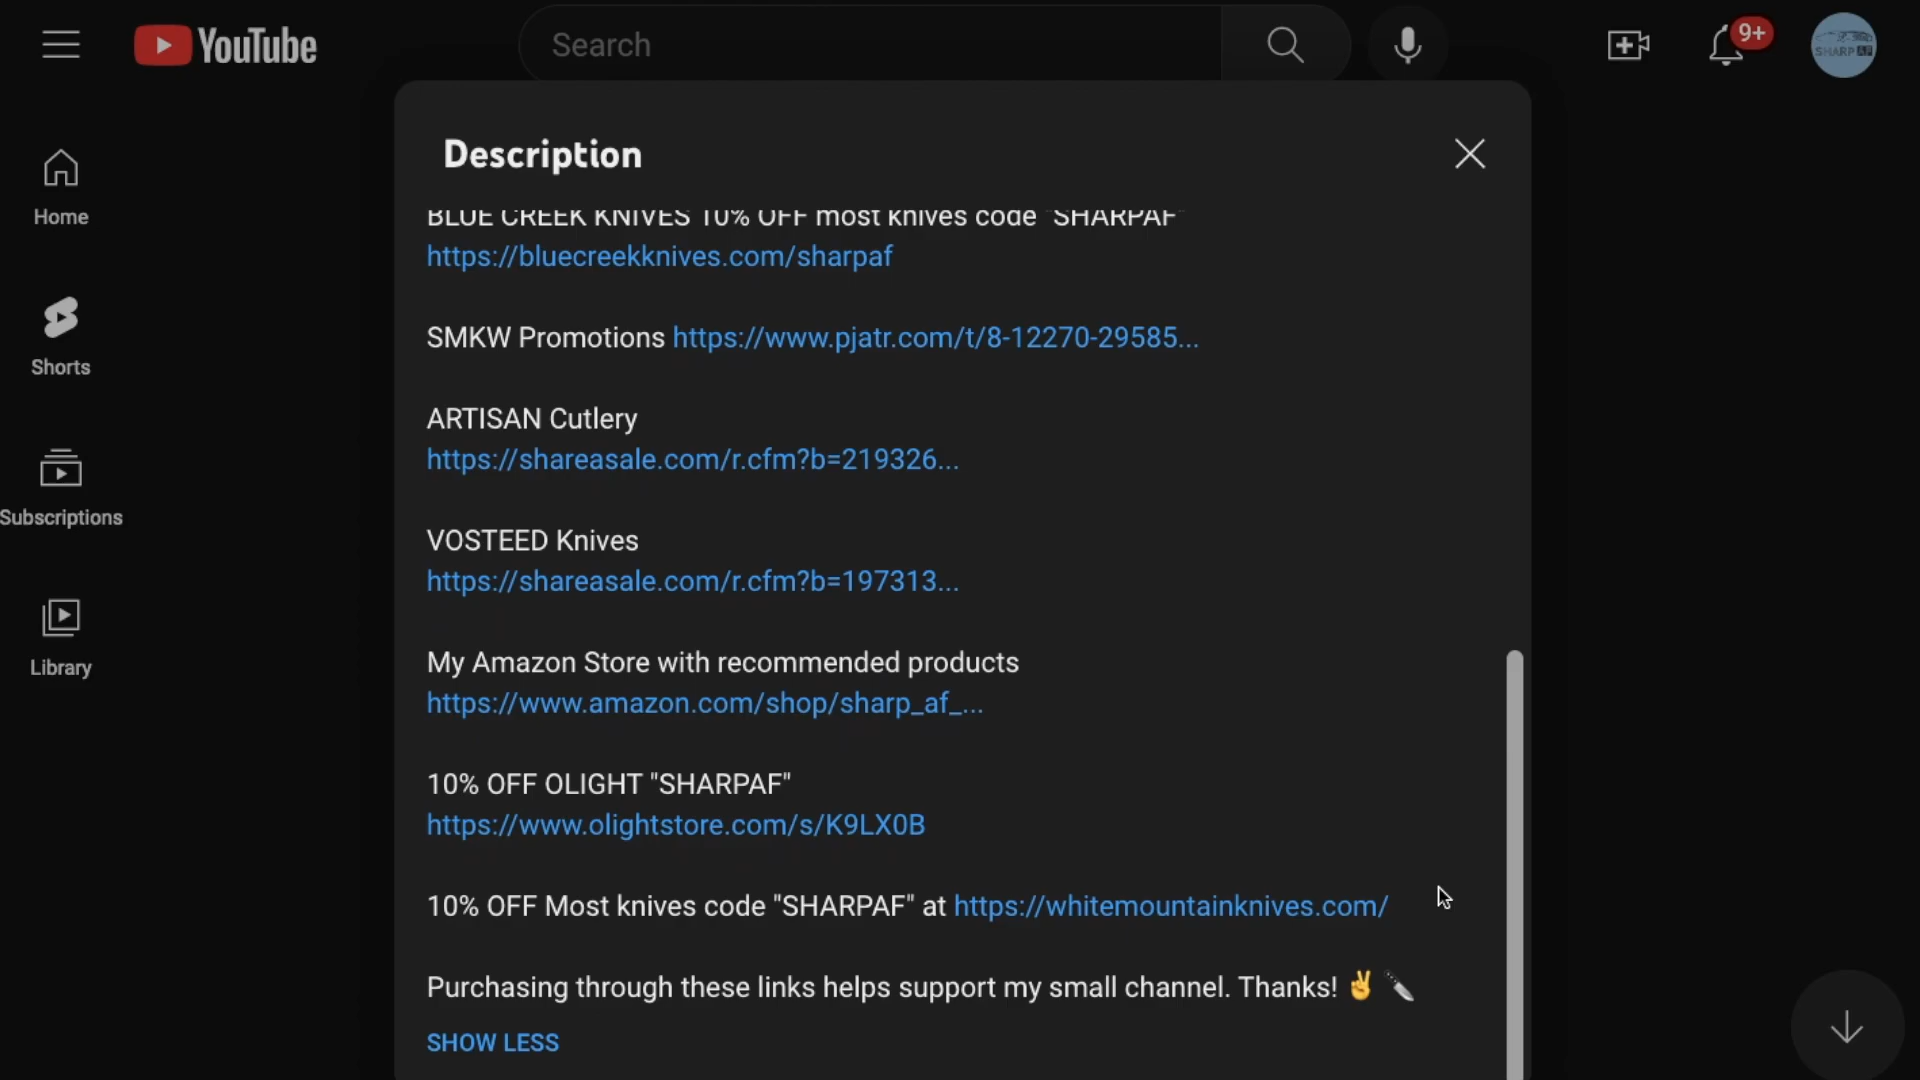 YouTube
Search
9+
SHARP AF
Home
Shorts
Subscriptions
Library
Description
BLUE CREEK KNIVES 10% OFF most knives code "SHARPAF"
https://bluecreekknives.com/sharpaf
SMKW Promotions https://www.pjatr.com/t/8-12270-29585...
ARTISAN Cutlery
https://shareasale.com/r.cfm?b=219326...
VOSTEED Knives
https://shareasale.com/r.cfm?b=197313...
My Amazon Store with recommended products
https://www.amazon.com/shop/sharp_af_...
10% OFF OLIGHT "SHARPAF"
https://www.olightstore.com/s/K9LX0B
10% OFF Most knives code "SHARPAF" at https://whitemountainknives.com/
Purchasing through these links helps support my small channel. Thanks! ✌️ 🔪
SHOW LESS